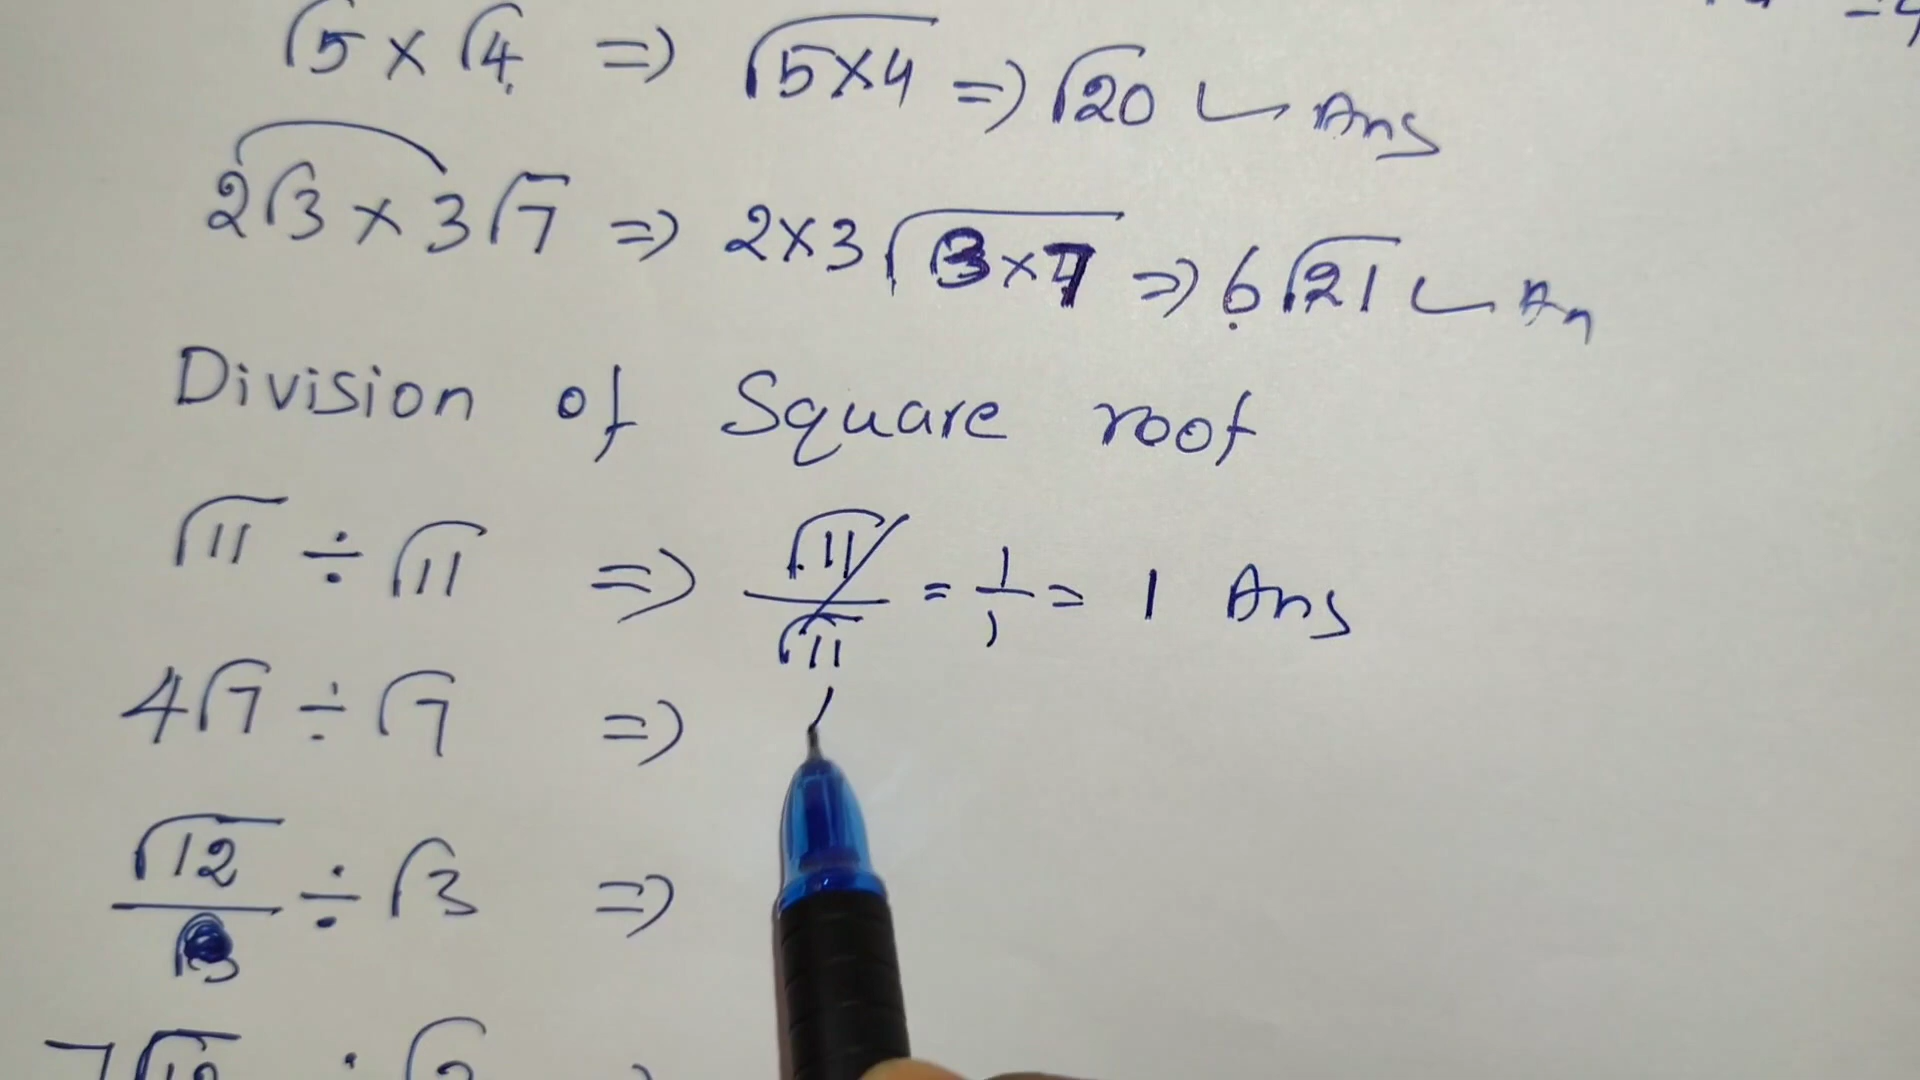 √5 × √4 => √5×4 => √20 Ans
2√3 × 3√7 => 2×3 √3×7 => 6√21 An
Division of Square root
√11 ÷ √11 => √11/√11 = 1/1 = 1 Ans
4√7 ÷ √7 =>
√12/√3 ÷ √3 =>